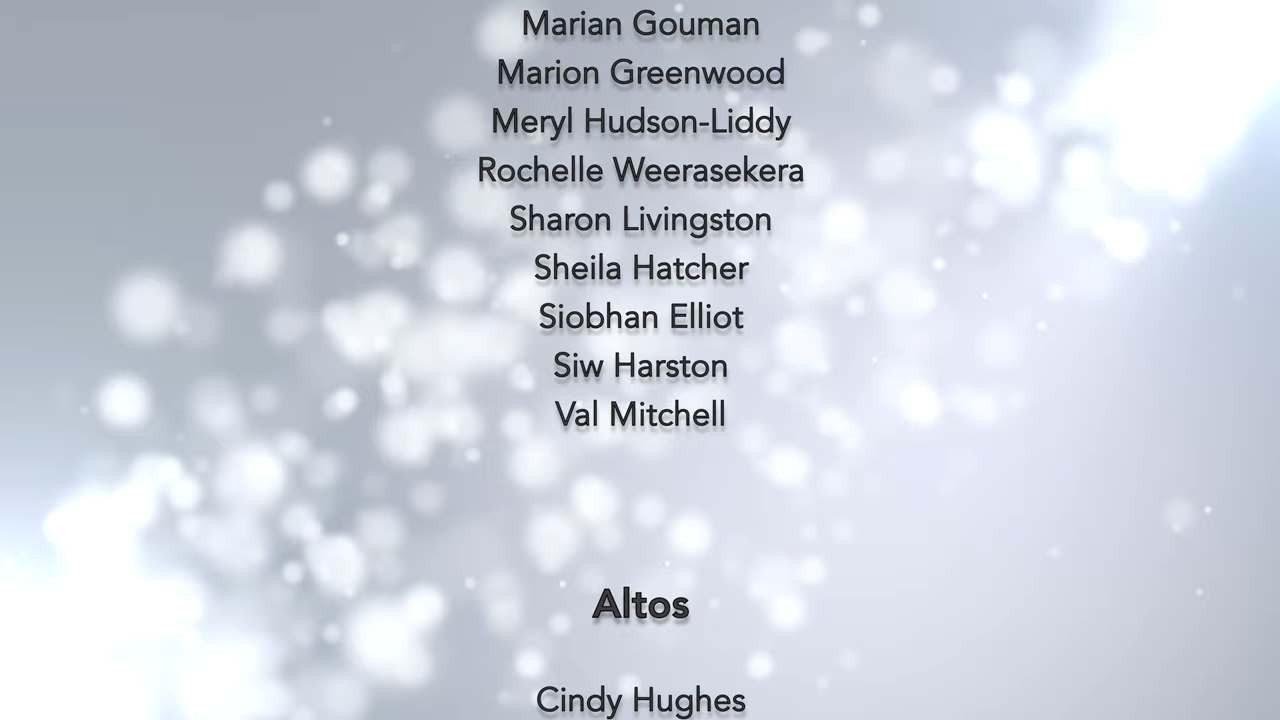 Marian Gouman
Marion Greenwood
Meryl Hudson-Liddy
Rochelle Weerasekera
Sharon Livingston
Sheila Hatcher
Siobhan Elliot
Siw Harston
Val Mitchell
Altos
Cindy Hughes